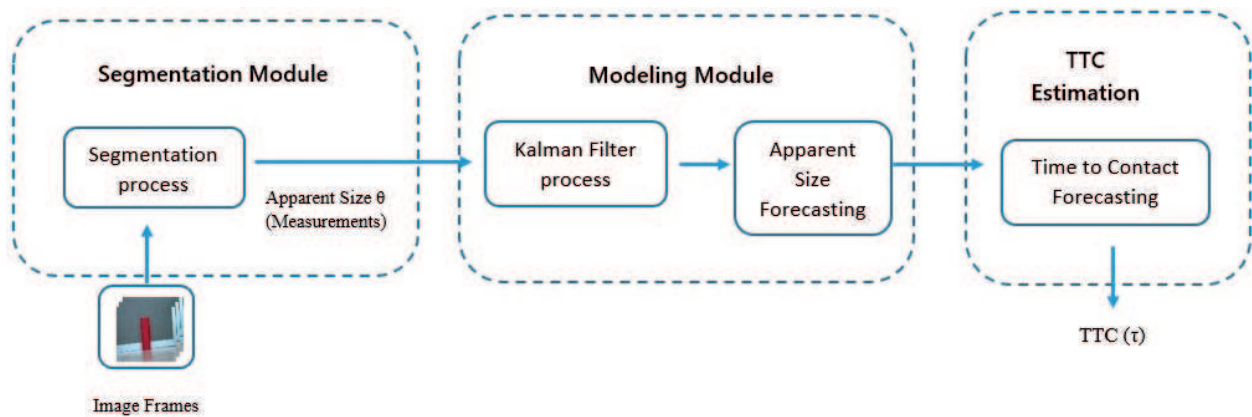 Segmentation Module
Segmentation
process
Apparent Size θ
(Measurements)
Image Frames
Modeling Module
Kalman Filter
process
Apparent
Size
Forecasting
TTC
Estimation
Time to Contact
Forecasting
TTC (τ)